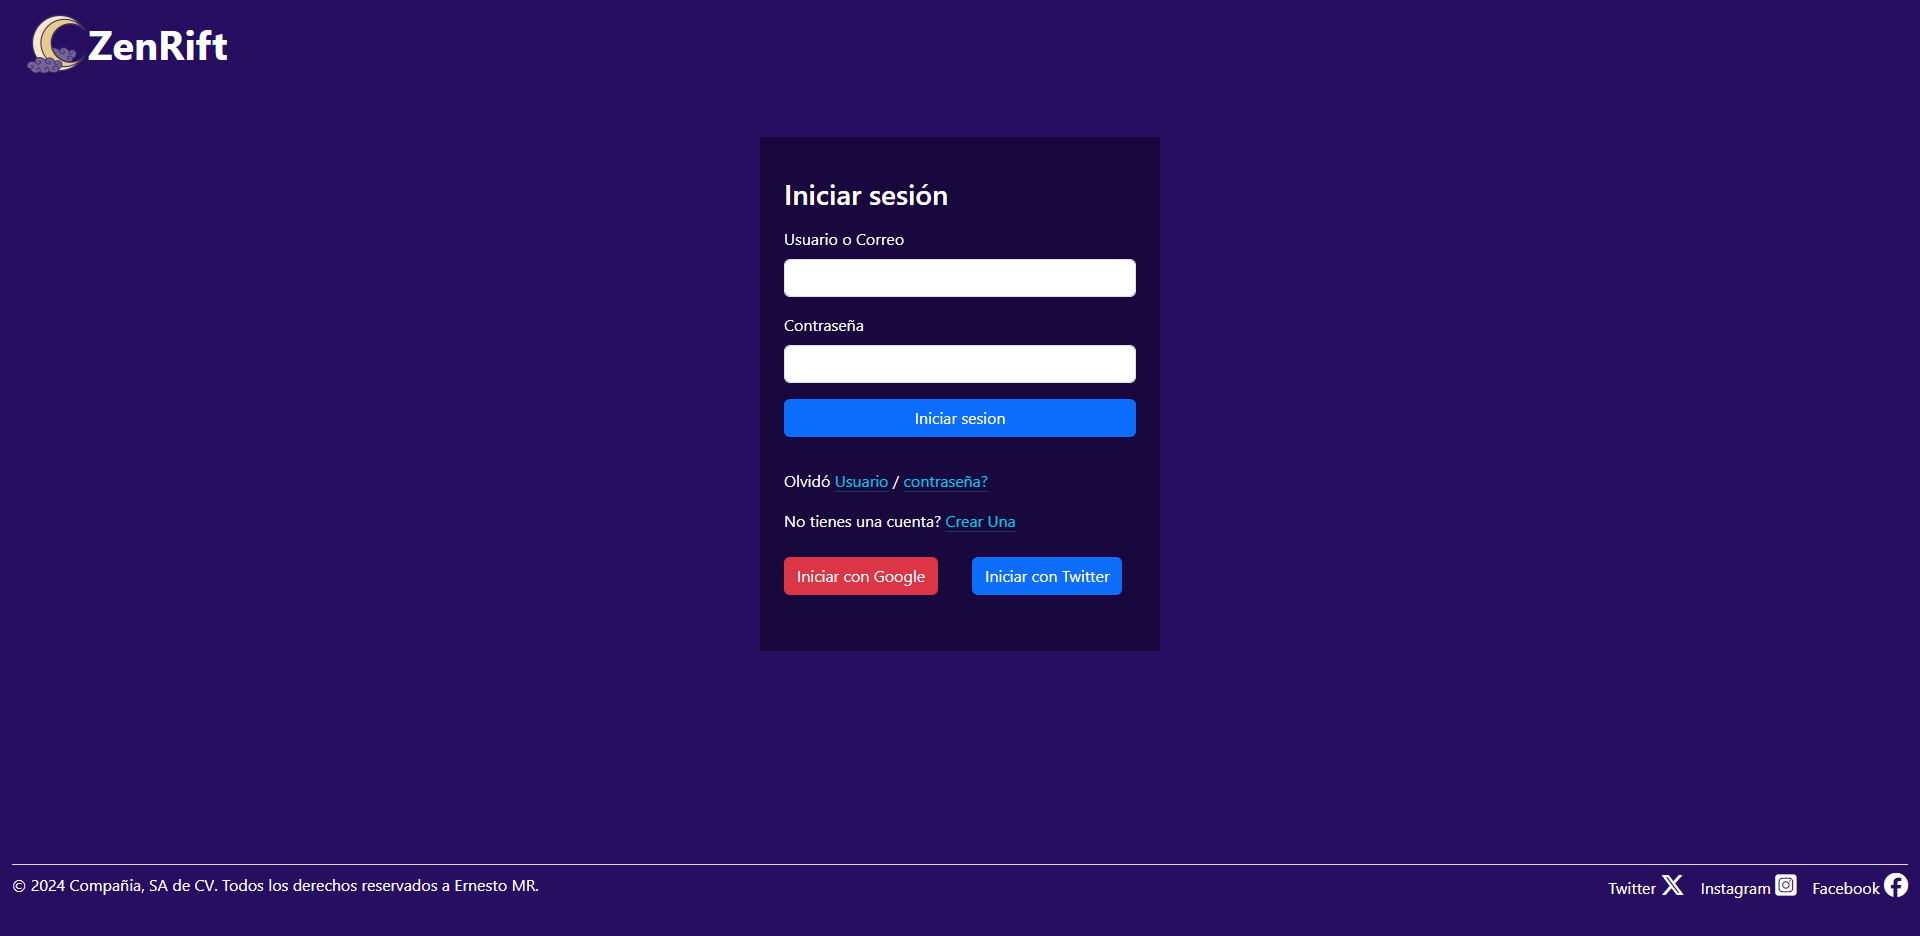 ZenRift
Iniciar sesión
Usuario o Correo
Contraseña
Iniciar sesion
Olvidó Usuario / contraseña?
No tienes una cuenta? Crear Una
Iniciar con Google Iniciar con Twitter
© 2024 Compañia, SA de CV. Todos los derechos reservados a Ernesto MR. Twitter Instagram Facebook